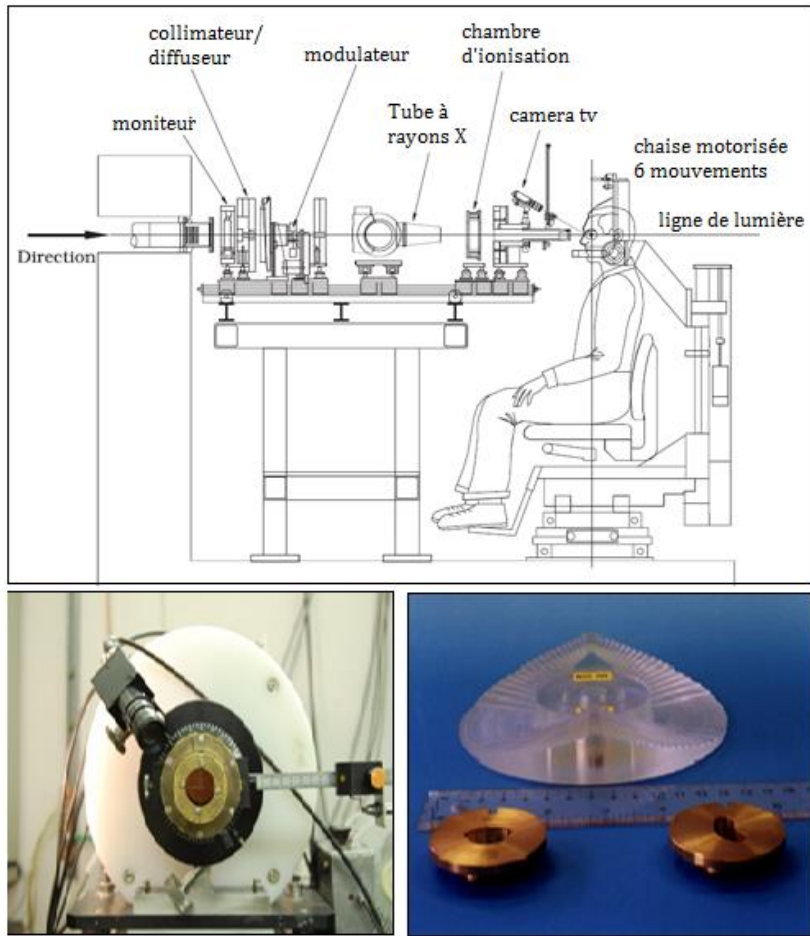 collimateur/
diffuseur
modulateur
chambre
d'ionisation
moniteur
Tube à
rayons X
camera tv
chaise motorisée
6 mouvements
ligne de lumière
Direction